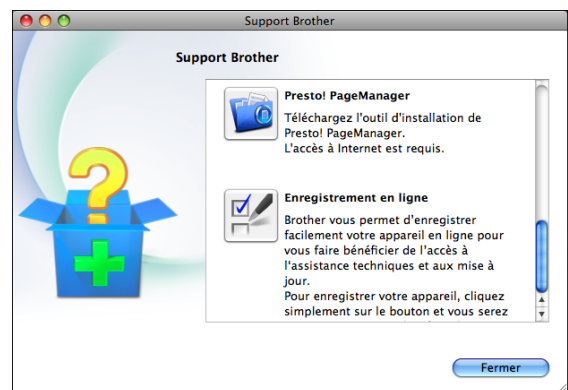 Support Brother
Support Brother
Presto! PageManager
Téléchargez l'outil d'installation de
Presto! PageManager.
L'accès à Internet est requis.
Enregistrement en ligne
Brother vous permet d'enregistrer
facilement votre appareil en ligne pour
vous faire bénéficier de l'accès à
l'assistance techniques et aux mise à
jour.
Pour enregistrer votre appareil, cliquez
simplement sur le bouton et vous serez
Fermer